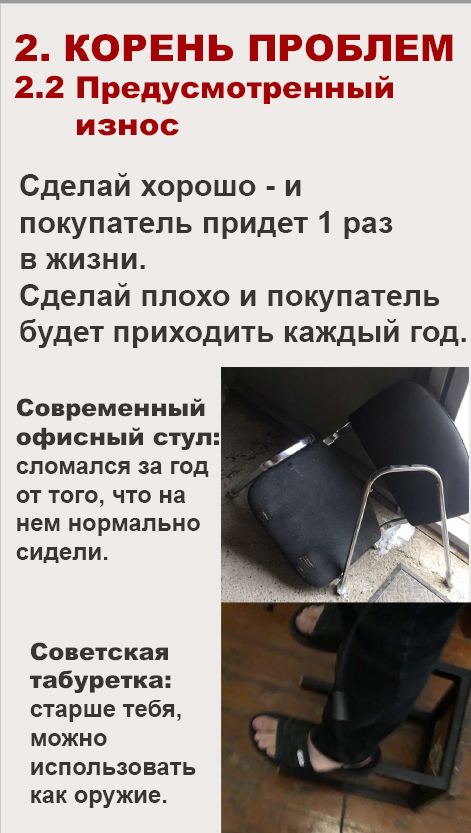 2. КОРЕНЬ ПРОБЛЕМ
2.2 Предусмотренный
износ
Сделай хорошо - и
покупатель придет 1 раз
в жизни.
Сделай плохо и покупатель
будет приходить каждый год.
Современный
офисный стул:
сломался за год
от того, что на
нем нормально
сидели.
Советская
табуретка:
старше тебя,
можно
использовать
как оружие.